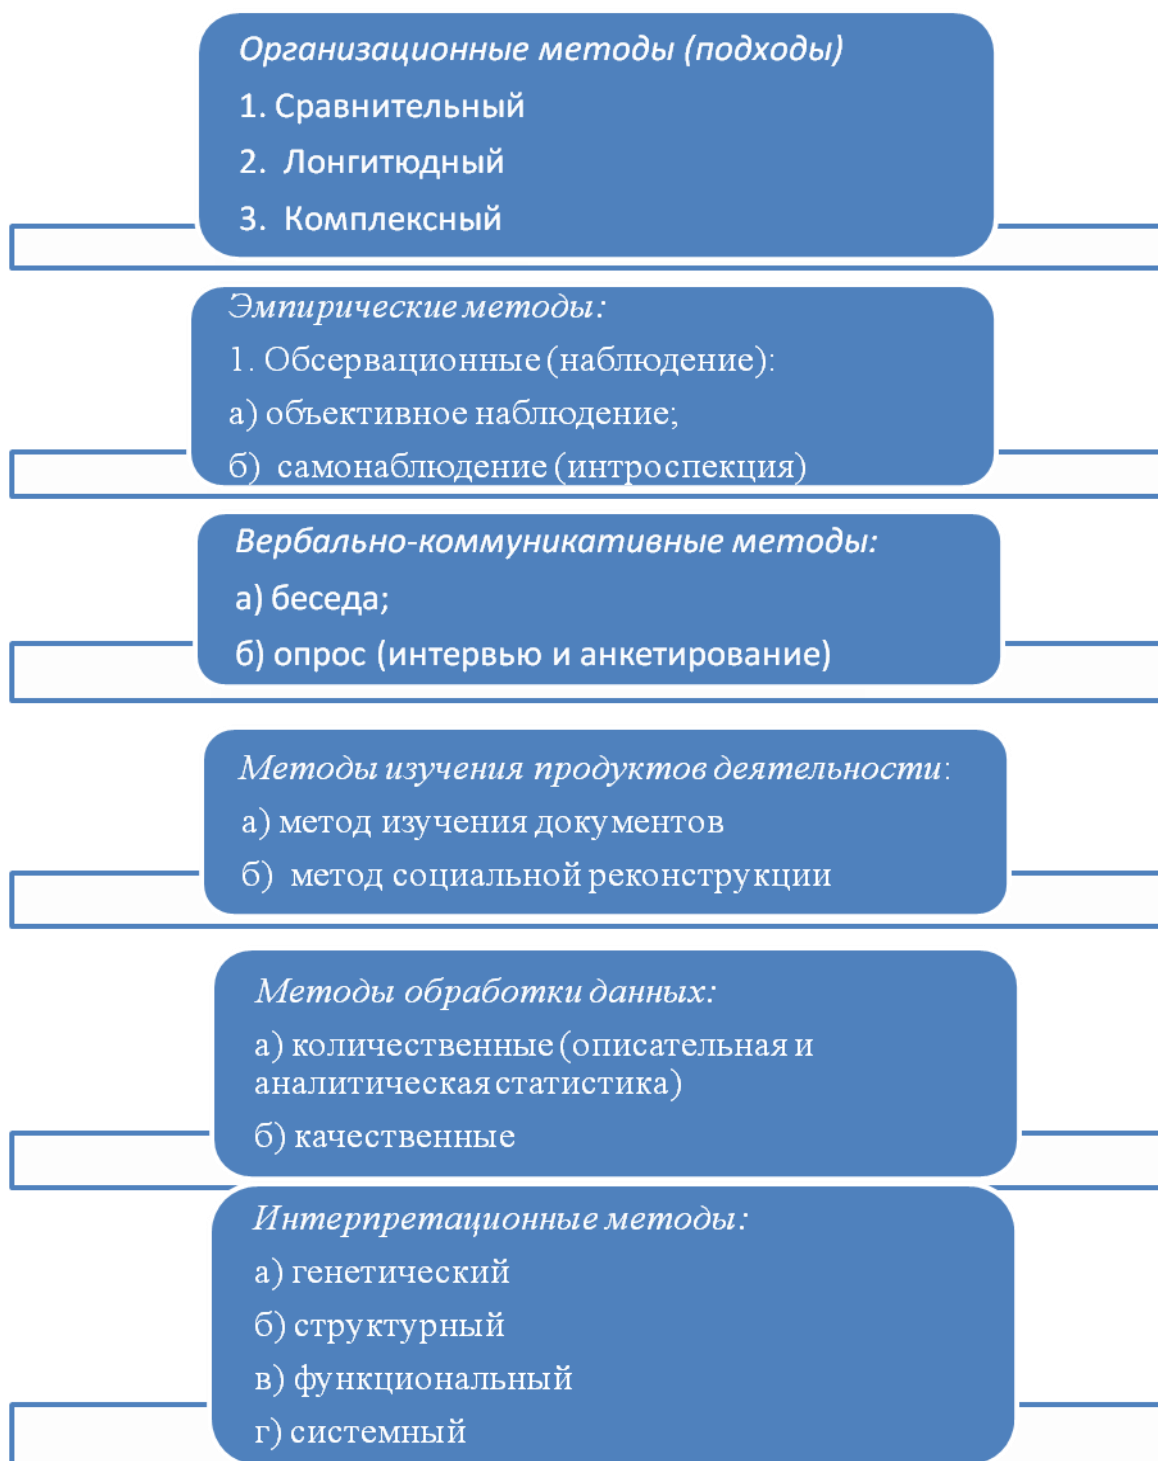 Организационные методы (подходы)
1. Сравнительный
2. Лонгитюдный
3. Комплексный
Эмпирические методы:
1. Обсервационные (наблюдение):
а) объективное наблюдение;
б) самонаблюдение (интроспекция)
Вербально-коммуникативные методы:
а) беседа;
б) опрос (интервью и анкетирование)
Методы изучения продуктов деятельности:
а) метод изучения документов
б) метод социальной реконструкции
Методы обработки данных:
а) количественные (описательная и
аналитическая статистика)
б) качественные
Интерпретационные методы:
а) генетический
б) структурный
в) функциональный
г) системный